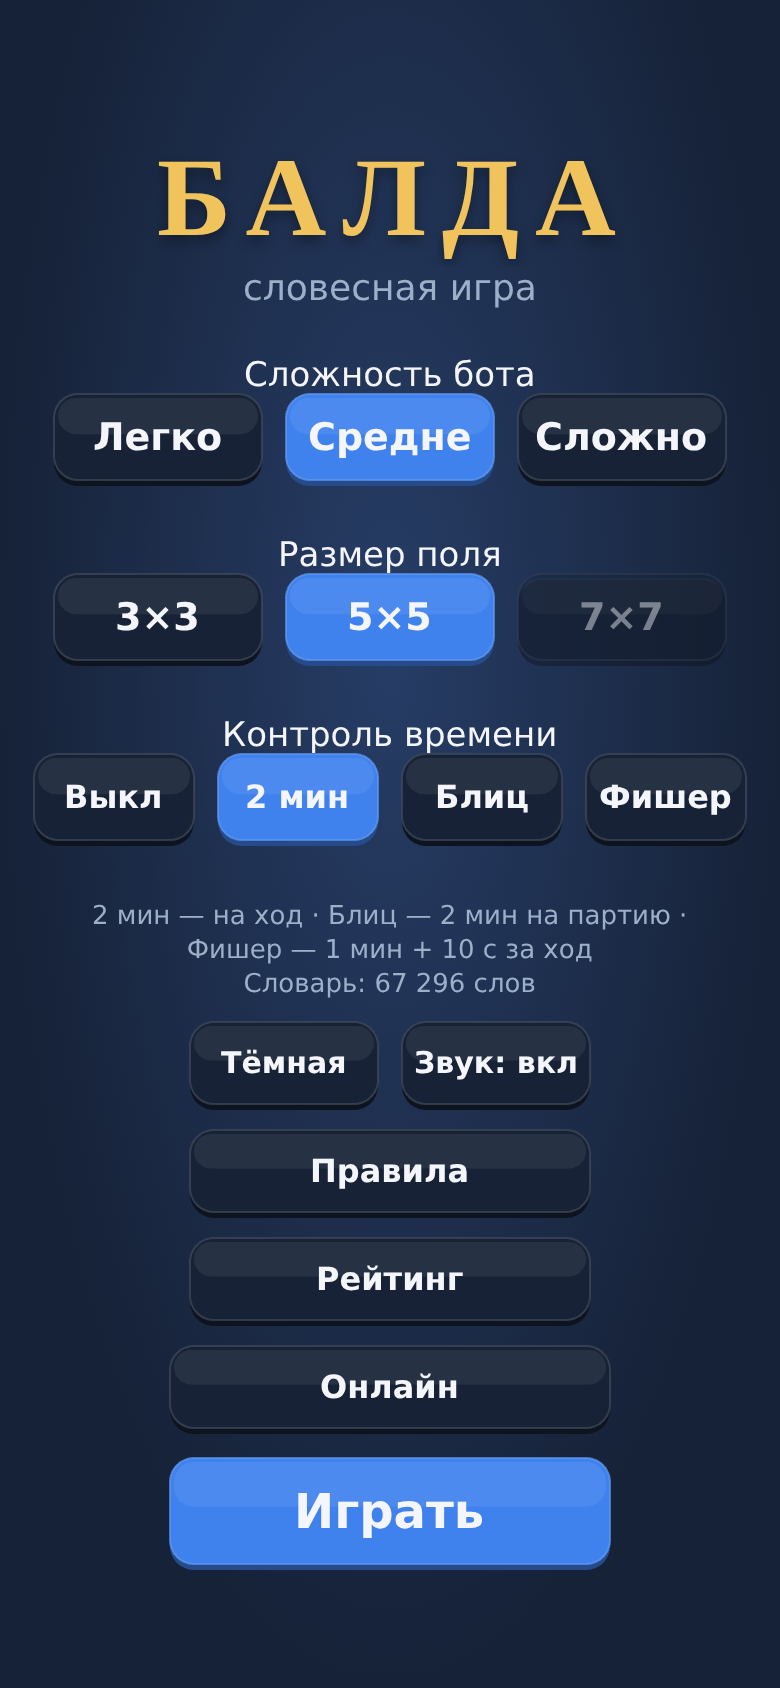 БАЛДА
словесная игра
Сложность бота
Легко Средне Сложно
Размер поля
3×3 5×5 7×7
Контроль времени
Выкл 2 мин Блиц Фишер
2 мин — на ход · Блиц — 2 мин на партию ·
Фишер — 1 мин + 10 с за ход
Словарь: 67 296 слов
Тёмная Звук: вкл
Правила
Рейтинг
Онлайн
Играть